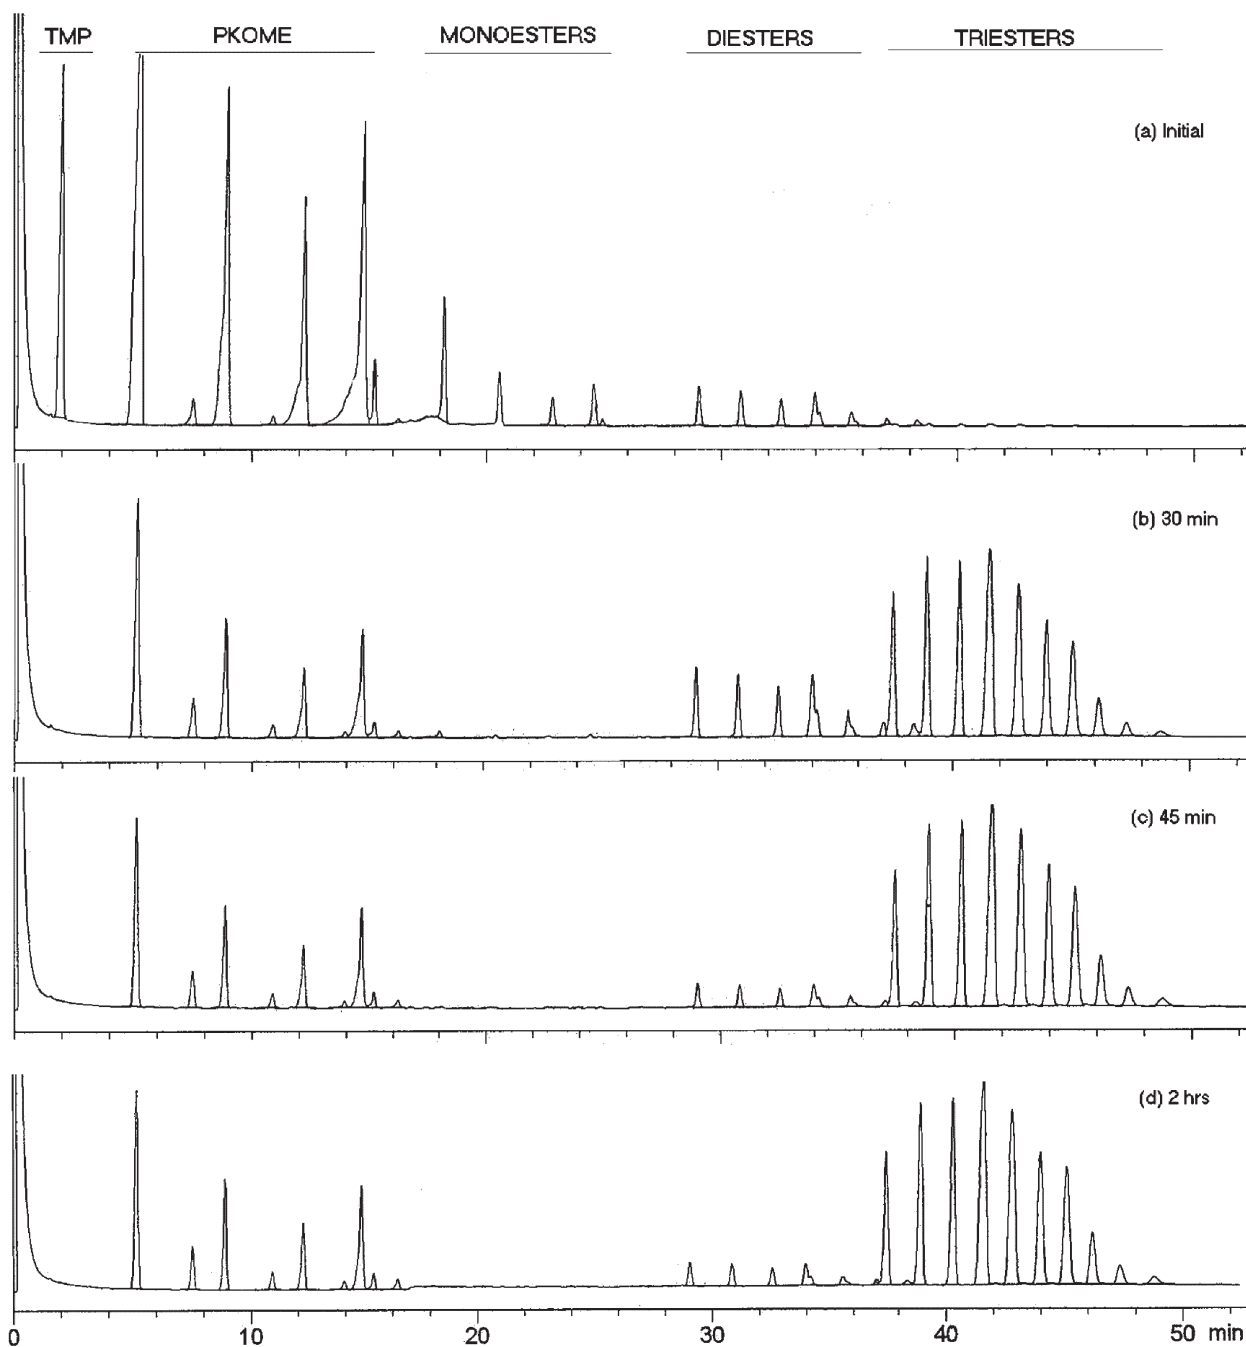 TMP PKOME MONOESTERS DIESTERS TRIESTERS
(a) Initial
(b) 30 min
(c) 45 min
(d) 2 hrs
0 10 20 30 40 50 min